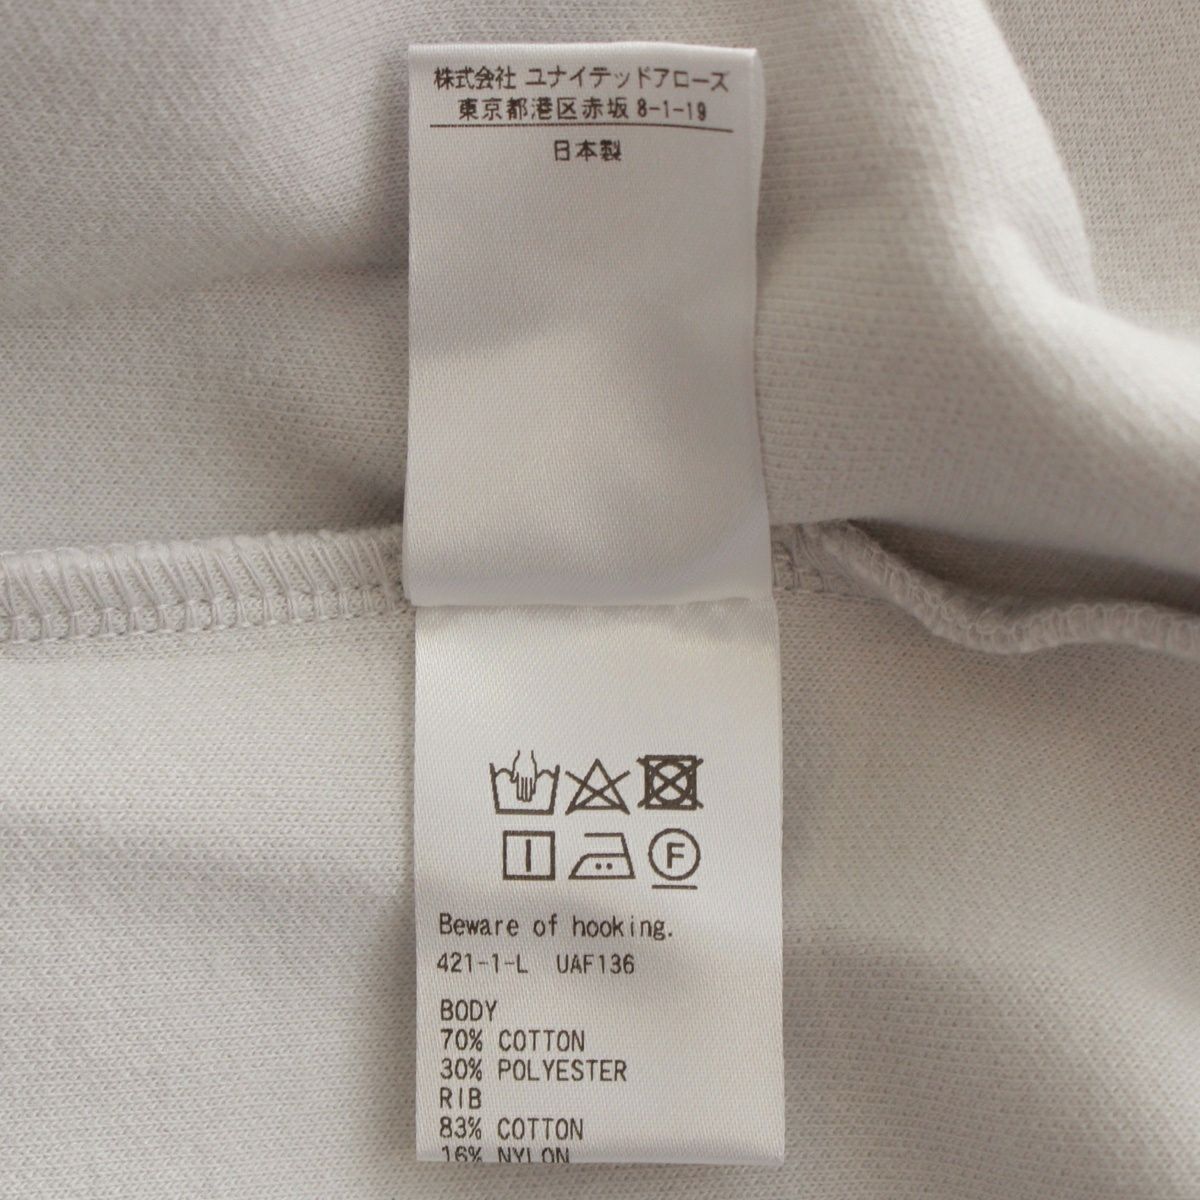 株式会社 ユナイテッドアローズ
東京都港区赤坂 8-1-19
日本製
F
Beware of hooking.
421-1-L UAF136
BODY
70% COTTON
30% POLYESTER
RIB
83% COTTON
16% NYLON